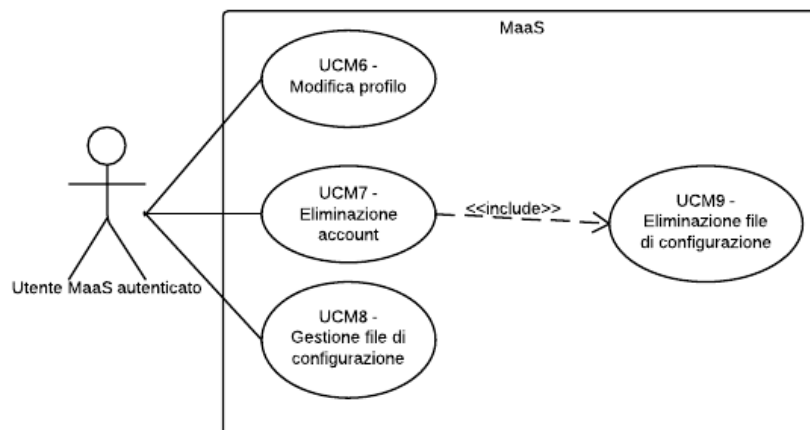 MaaS
UCM6 -
Modifica profilo
UCM7 -
Eliminazione
account
<<include>>
UCM9 -
Eliminazione file
di configurazione
Utente MaaS autenticato
UCM8 -
Gestione file di
configurazione